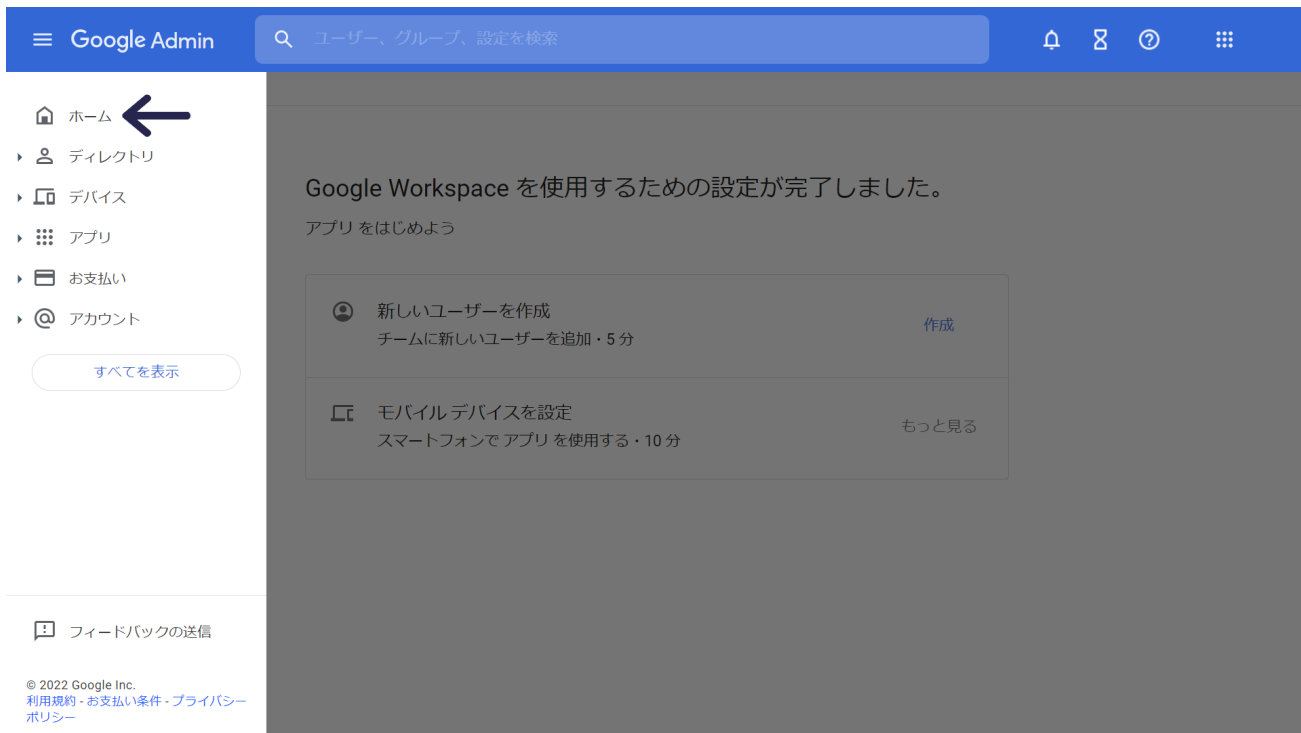 Google Admin
ユーザー、グループ、設定を検索
ホーム
ディレクトリ
デバイス
アプリ
お支払い
アカウント
すべてを表示
フィードバックの送信
© 2022 Google Inc.
利用規約 - お支払い条件 - プライバシー
ポリシー
Google Workspace を使用するための設定が完了しました。
アプリ をはじめよう
新しいユーザーを作成
チームに新しいユーザーを追加・5 分
作成
モバイル デバイスを設定
スマートフォンで アプリ を使用する・10 分
もっと見る